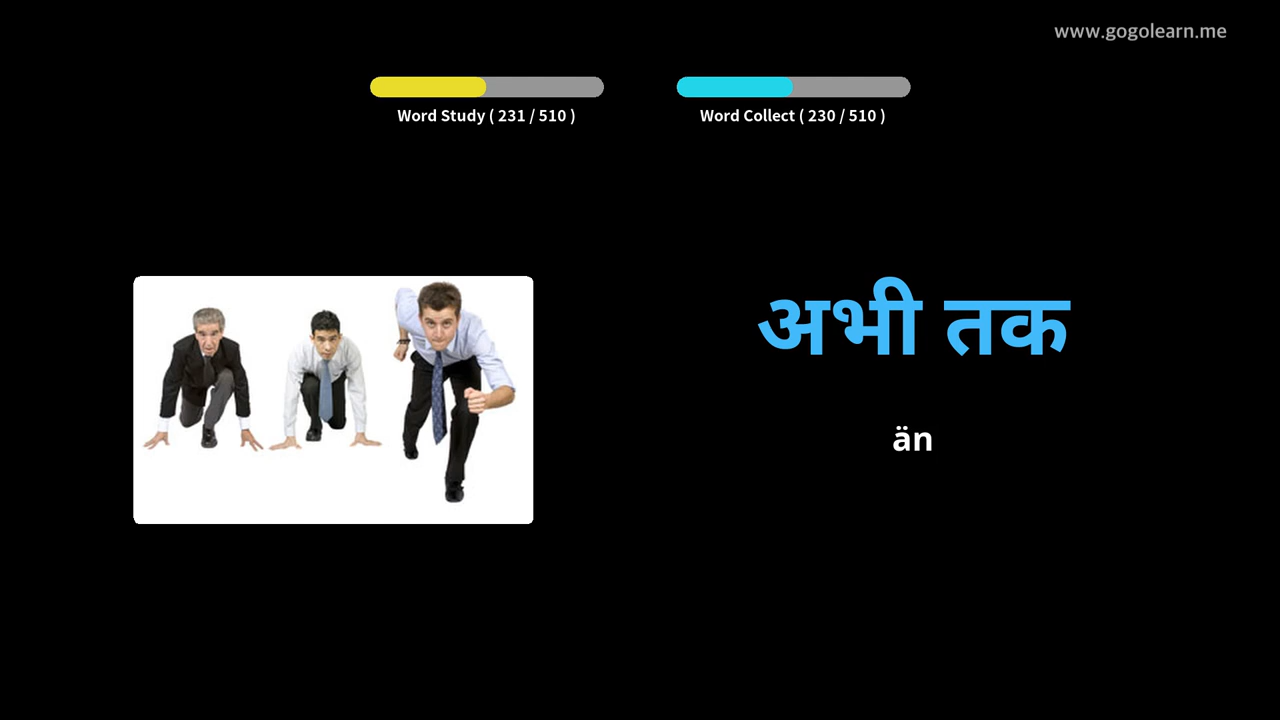 www.gogolearn.me
Word Study ( 231 / 510 )
Word Collect ( 230 / 510 )
अभी तक
än